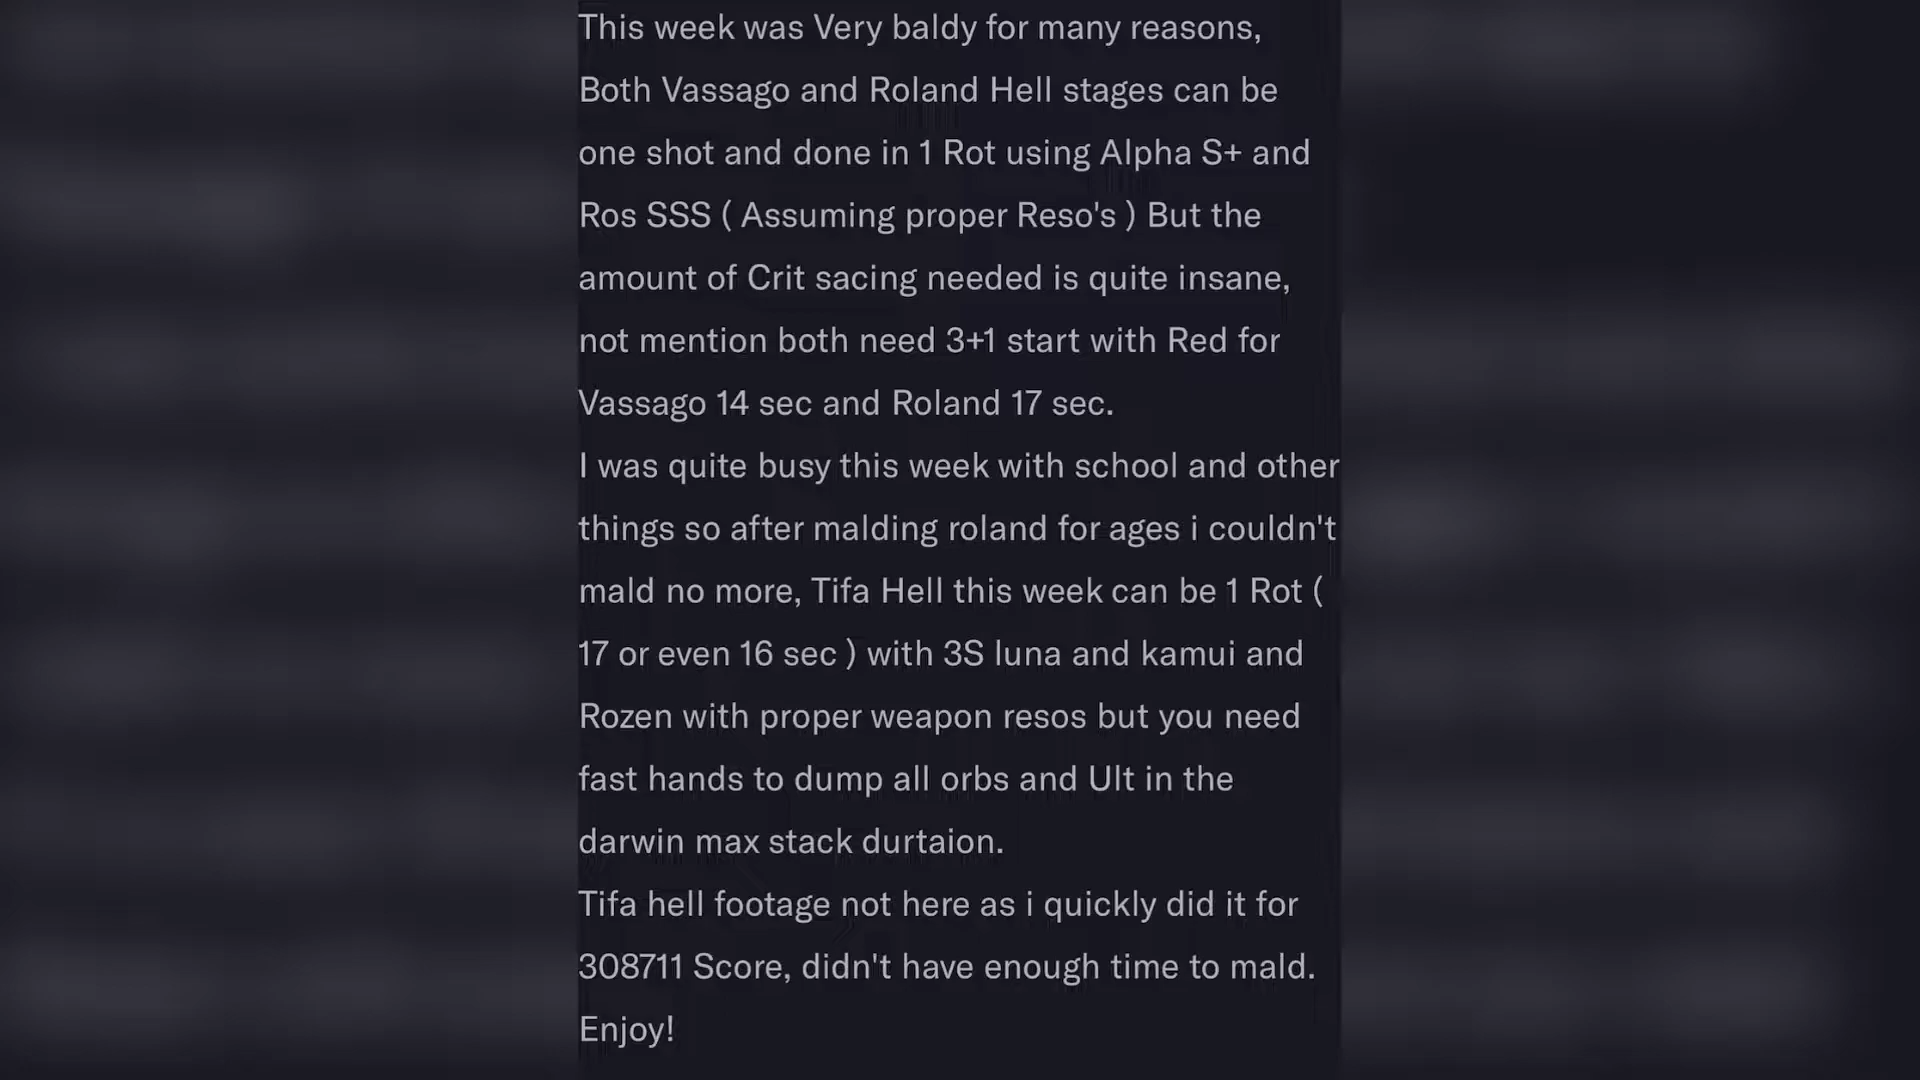 This week was Very baldy for many reasons,
Both Vassago and Roland Hell stages can be
one shot and done in 1 Rot using Alpha S+ and
Ros SSS ( Assuming proper Reso's ) But the
amount of Crit sacing needed is quite insane,
not mention both need 3+1 start with Red for
Vassago 14 sec and Roland 17 sec.
I was quite busy this week with school and other
things so after malding roland for ages i couldn't
mald no more, Tifa Hell this week can be 1 Rot (
17 or even 16 sec ) with 3S luna and kamui and
Rozen with proper weapon resos but you need
fast hands to dump all orbs and Ult in the
darwin max stack durtaion.
Tifa hell footage not here as i quickly did it for
308711 Score, didn't have enough time to mald.
Enjoy!